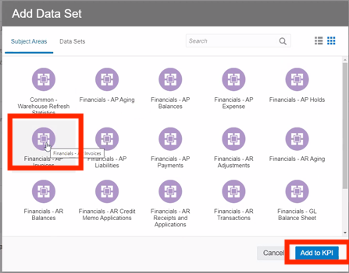 Add Data Set
Subject Areas
Data Sets
Search
Common -
Warehouse Refresh
Statistics
Financials - AP Aging
Financials - AP
Balances
Financials - AP
Expense
Financials - AP Holds
Financials - AP
Invoices
Financials - AP Invoices
Financials - AP
Liabilities
Financials - AP
Payments
Financials - AR
Adjustments
Financials - AR Aging
Financials - AR
Balances
Financials - AR Credit
Memo Applications
Financials - AR
Receipts and
Applications
Financials - AR
Transactions
Financials - GL
Balance Sheet
Cancel
Add to KPI